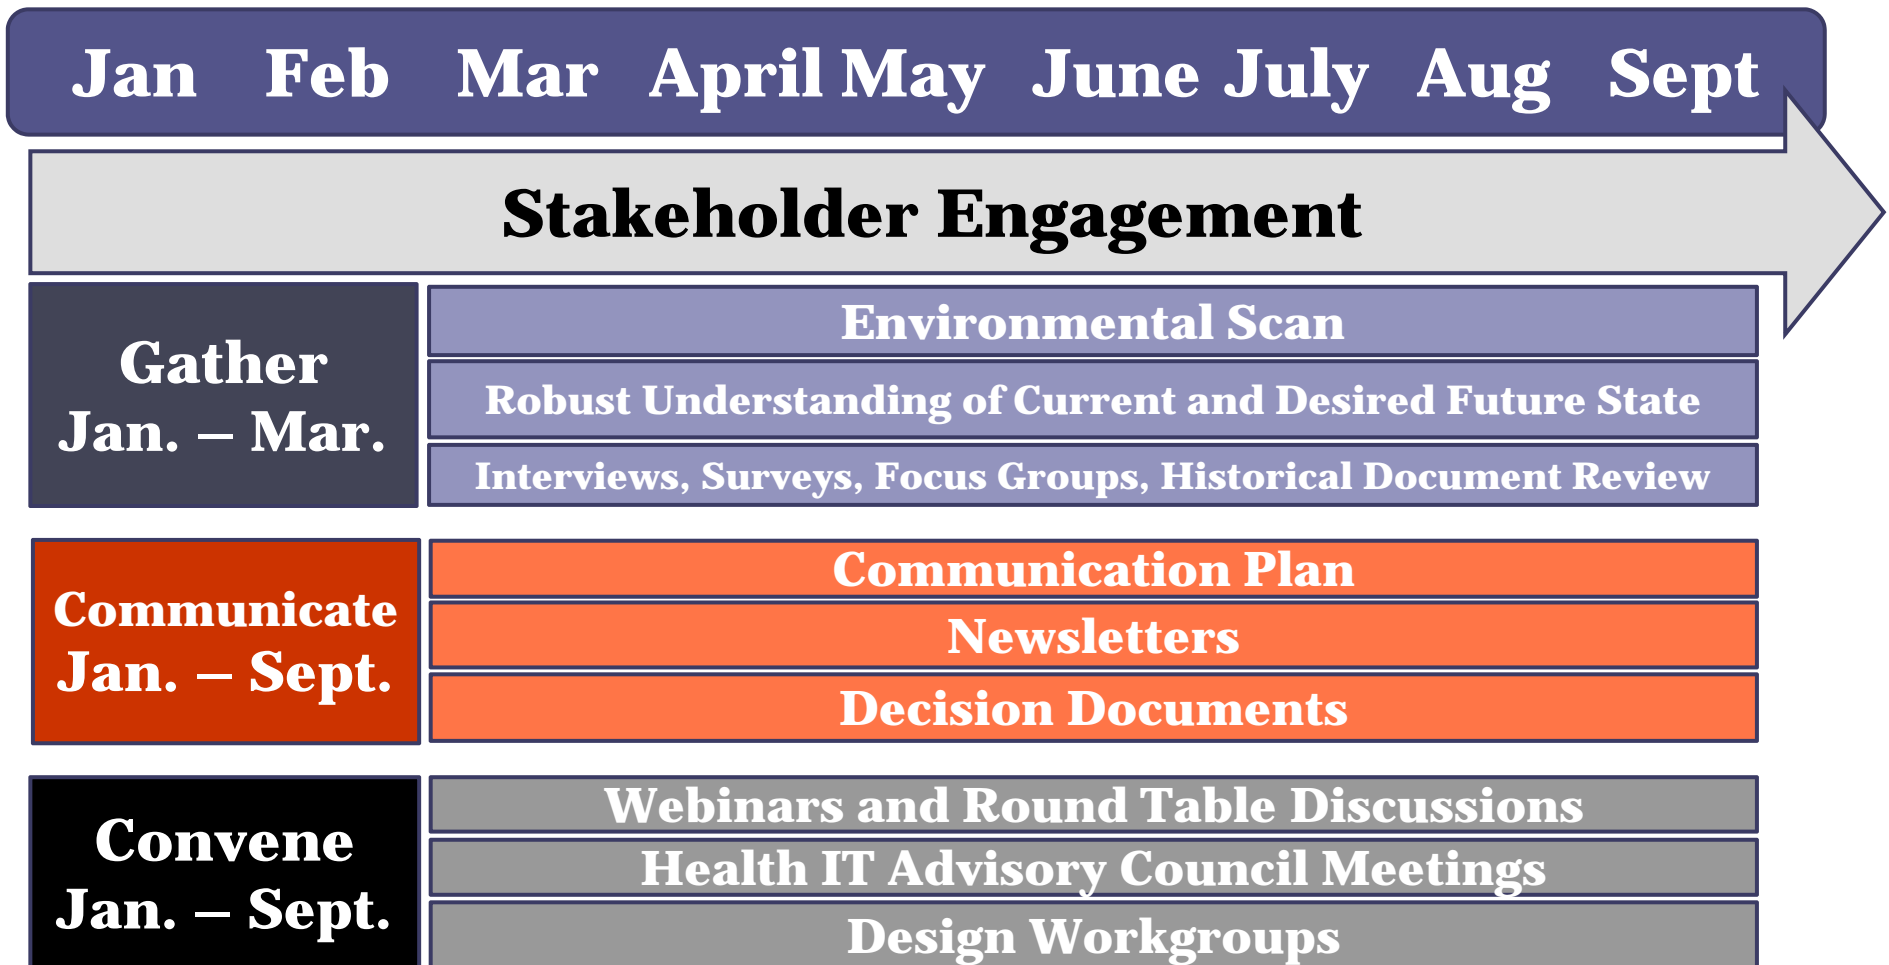 Jan Feb Mar April May June July Aug Sept
Stakeholder Engagement
Gather
Jan. – Mar.
Environmental Scan
Robust Understanding of Current and Desired Future State
Interviews, Surveys, Focus Groups, Historical Document Review
Communicate
Jan. – Sept.
Communication Plan
Newsletters
Decision Documents
Convene
Jan. – Sept.
Webinars and Round Table Discussions
Health IT Advisory Council Meetings
Design Workgroups